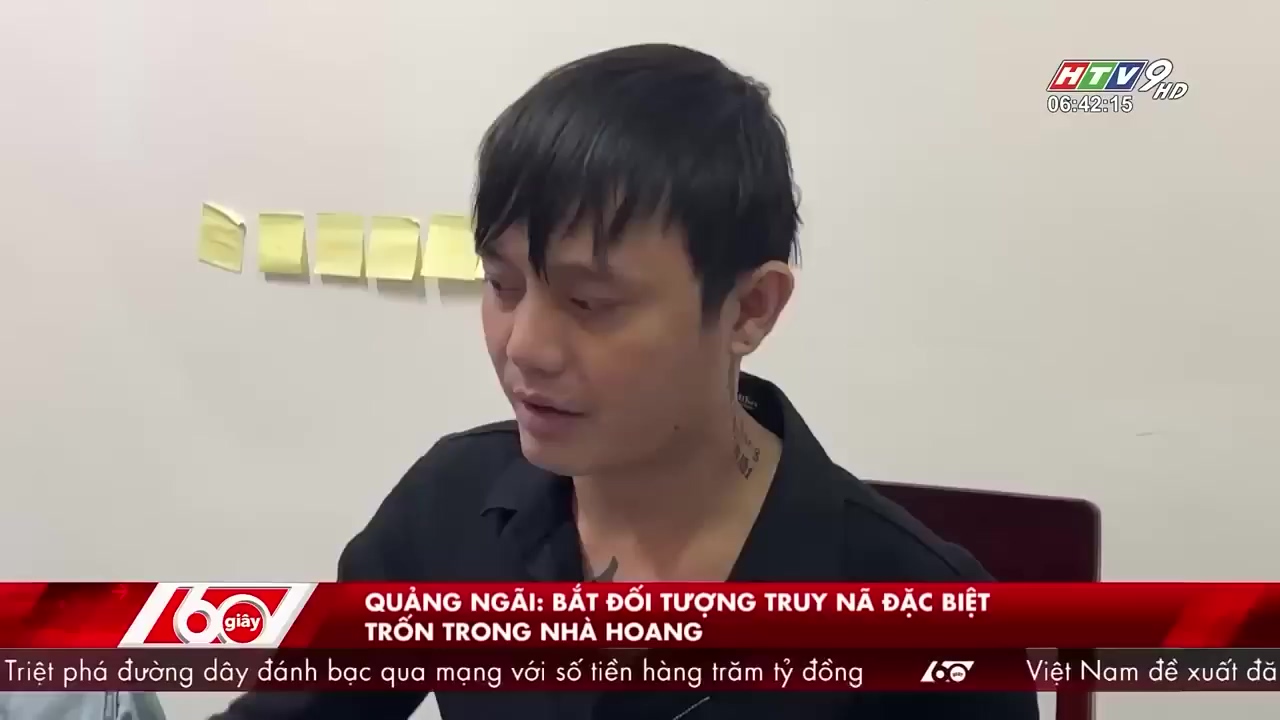 HTV9 HD
06:42:15
QUẢNG NGÃI: BẮT ĐỐI TƯỢNG TRUY NÃ ĐẶC BIỆT
TRỐN TRONG NHÀ HOANG
60 giây
Triệt phá đường dây đánh bạc qua mạng với số tiền hàng trăm tỷ đồng 60 Việt Nam đề xuất đă